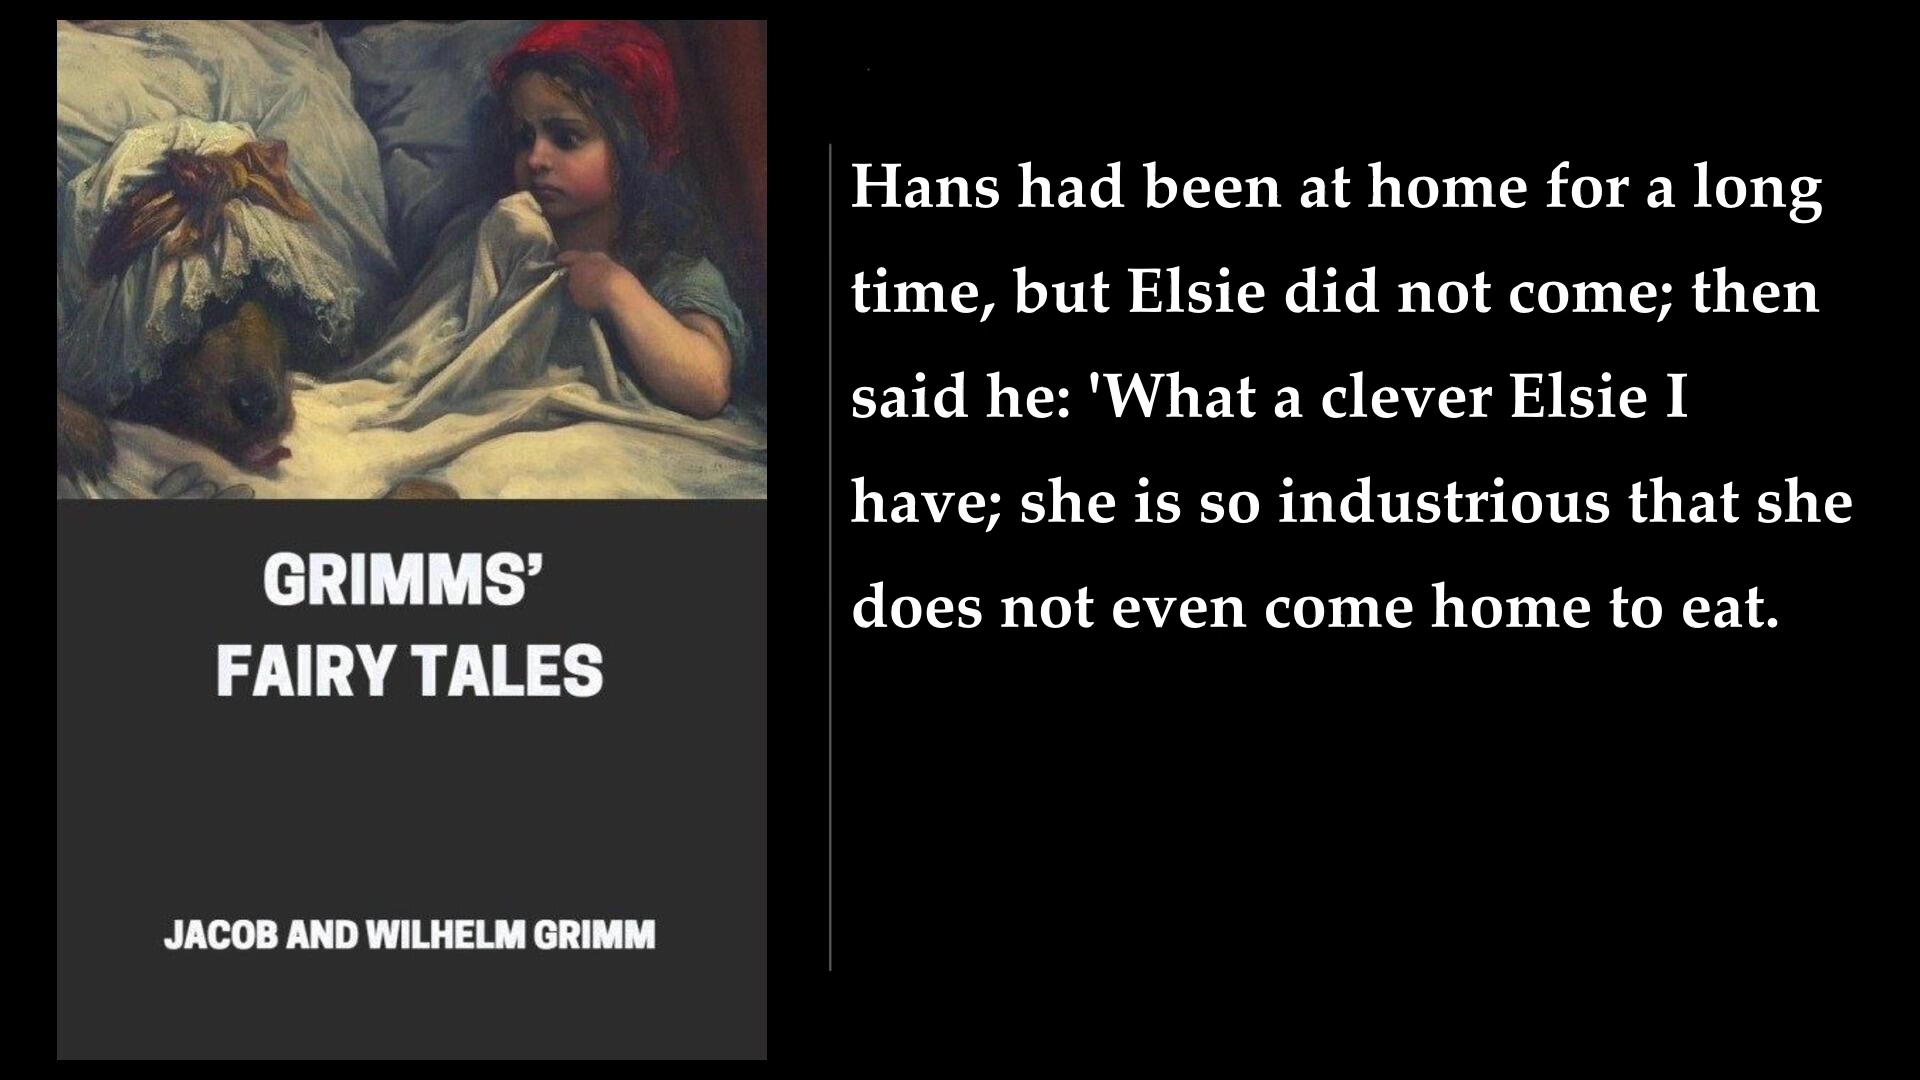 GRIMMS’
FAIRY TALES
JACOB AND WILHELM GRIMM
Hans had been at home for a long
time, but Elsie did not come; then
said he: 'What a clever Elsie I
have; she is so industrious that she
does not even come home to eat.